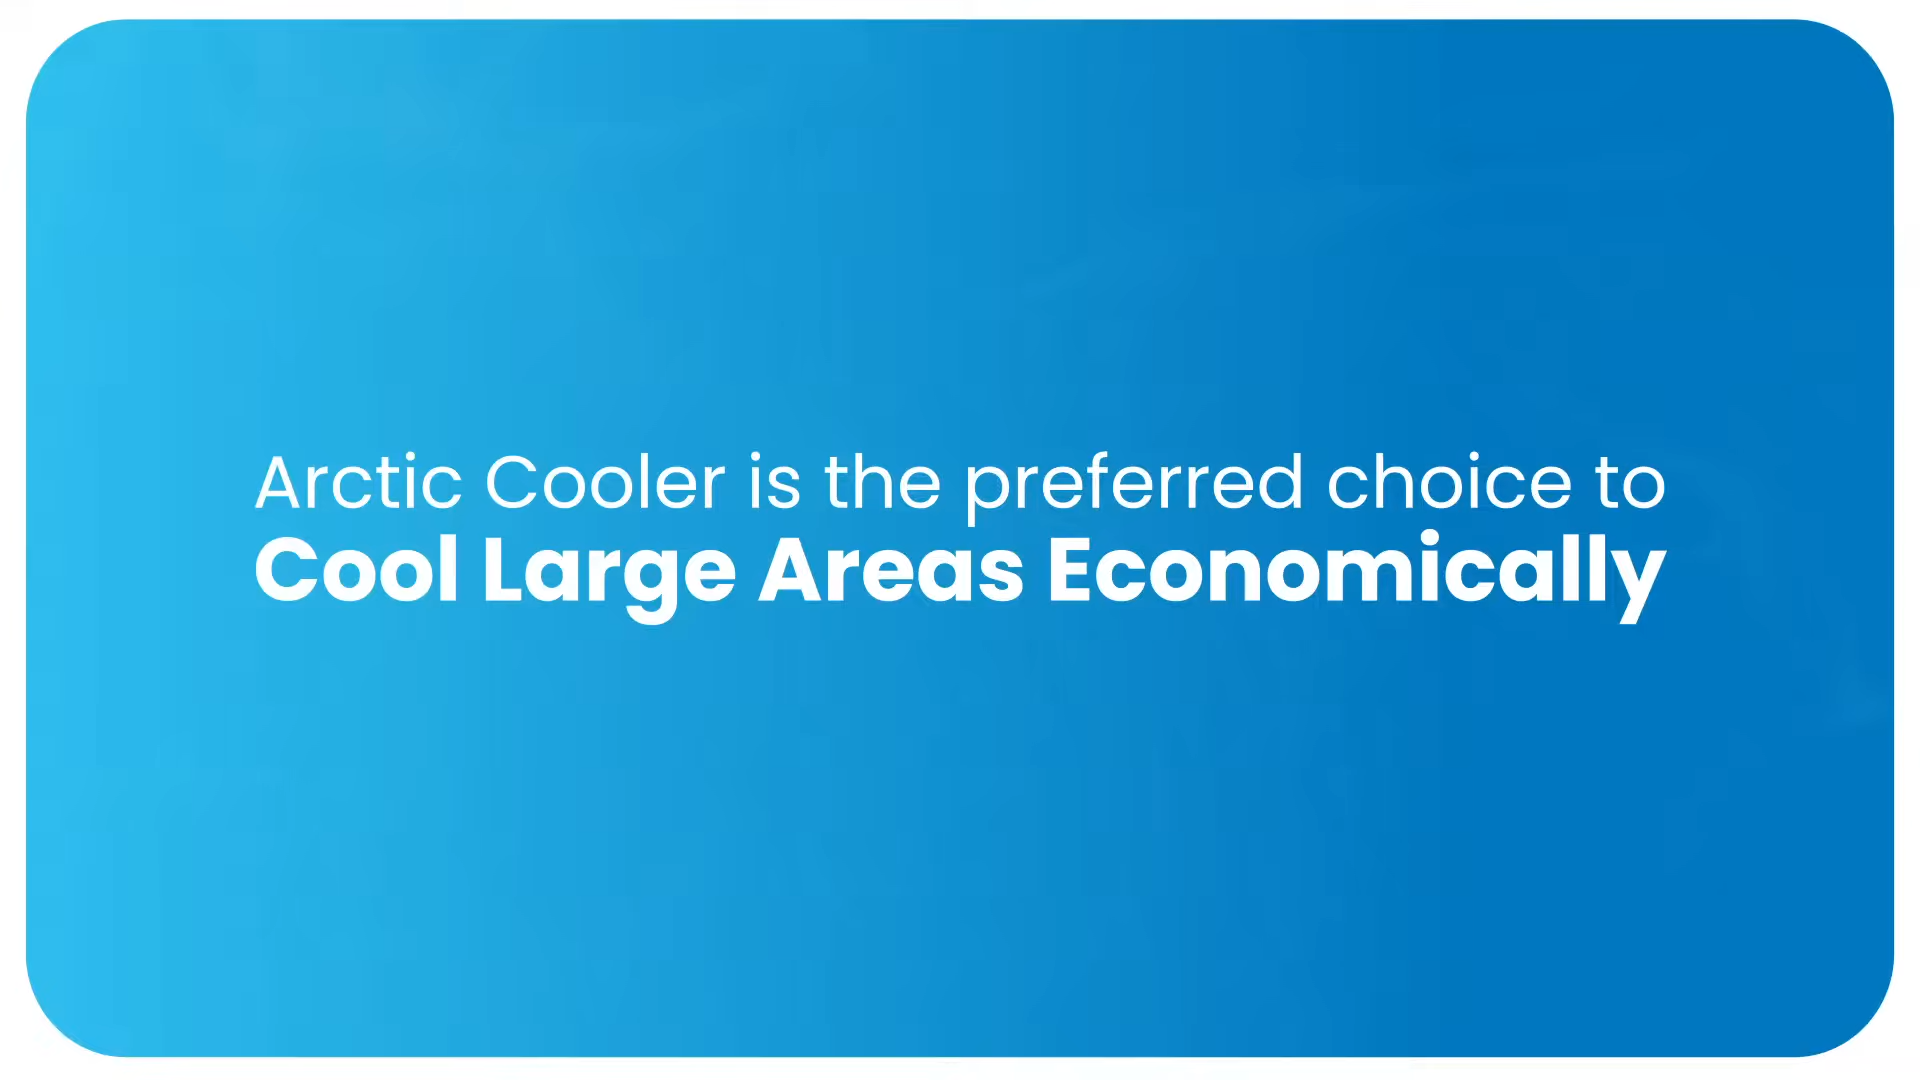 Arctic Cooler is the preferred choice to
Cool Large Areas Economically